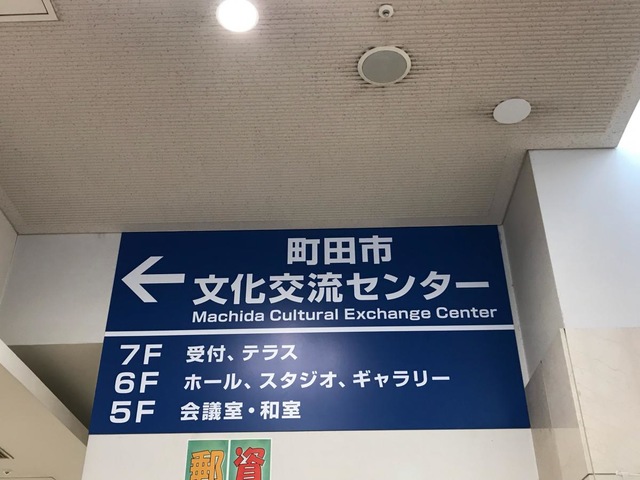 町田市
文化交流センター
Machida Cultural Exchange Center
7F 受付、テラス
6F ホール、スタジオ、ギャラリー
5F 会議室・和室
郵 資